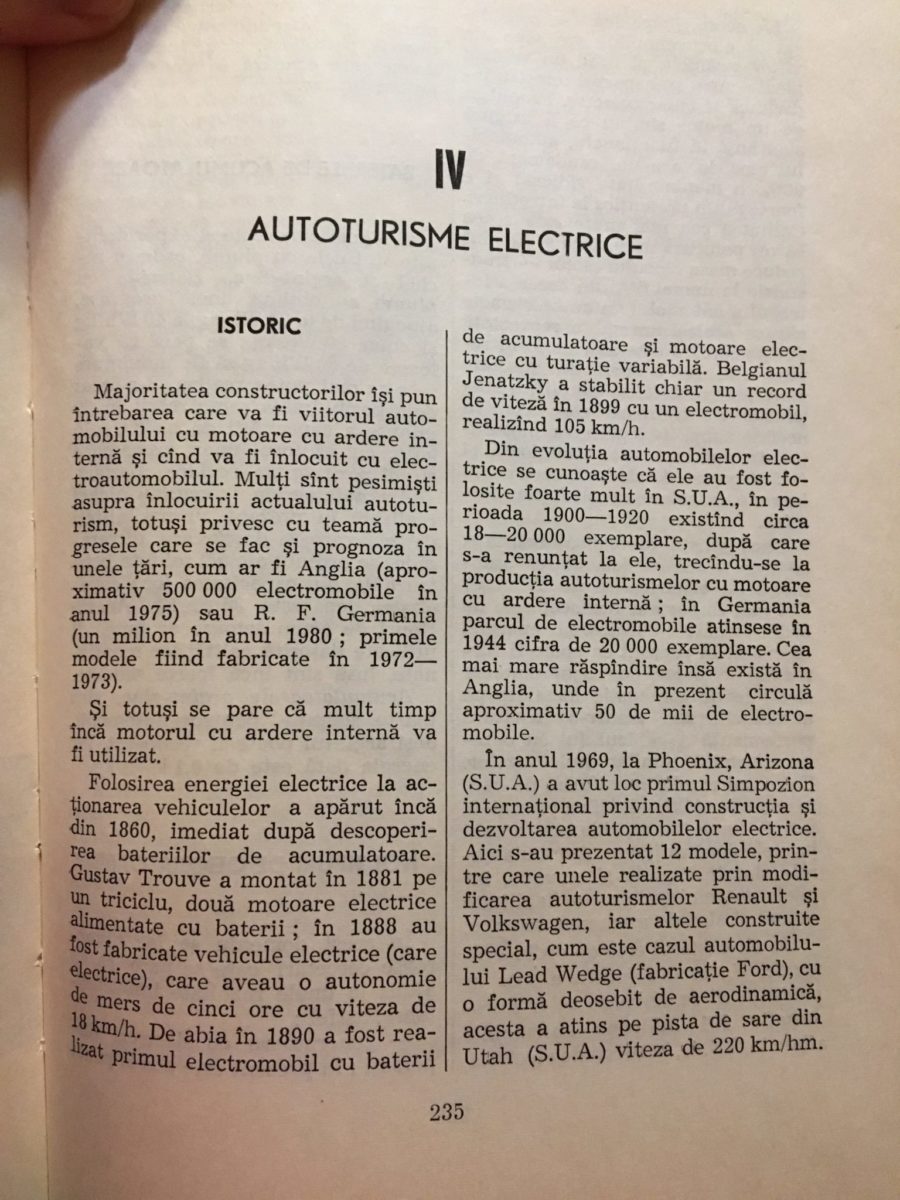 IV
AUTOTURISME ELECTRICE
ISTORIC
Majoritatea constructorilor își pun
întrebarea care va fi viitorul auto-
mobilului cu motoare cu ardere in-
ternă și cînd va fi înlocuit cu elec-
troautomobilul. Mulți sînt pesimiști
asupra înlocuirii actualului autotu-
rism, totuși privesc cu teamă pro-
gresele care se fac și prognoza în
unele țări, cum ar fi Anglia (apro-
ximativ 500 000 electromobile în
anul 1975) sau R. F. Germania
(un milion în anul 1980 ; primele
modele fiind fabricate în 1972—
1973).
Și totuși se pare că mult timp
încă motorul cu ardere internă va
fi utilizat.
Folosirea energiei electrice la ac-
ționarea vehiculelor a apărut încă
din 1860, imediat după descoperi-
rea bateriilor de acumulatoare.
Gustav Trouve a montat în 1881 pe
un triciclu, două motoare electrice
alimentate cu baterii ; în 1888 au
fost fabricate vehicule electrice (care
electrice), care aveau o autonomie
de mers de cinci ore cu viteza de
18 km/h. De abia în 1890 a fost rea-
lizat primul electromobil cu baterii
de acumulatoare și motoare elec-
trice cu turație variabilă. Belgianul
Jenatzky a stabilit chiar un record
de viteză în 1899 cu un electromobil,
realizînd 105 km/h.
Din evoluția automobilelor elec-
trice se cunoaște că ele au fost fo-
losite foarte mult în S.U.A., în pe-
rioada 1900—1920 existînd circa
18—20 000 exemplare, după care
s-a renunțat la ele, trecîndu-se la
producția autoturismelor cu motoare
cu ardere internă ; în Germania
parcul de electromobile atinsese în
1944 cifra de 20 000 exemplare. Cea
mai mare răspîndire însă există în
Anglia, unde în prezent circulă
aproximativ 50 de mii de electro-
mobile.
În anul 1969, la Phoenix, Arizona
(S.U.A.) a avut loc primul Simpozion
internațional privind construcția și
dezvoltarea automobilelor electrice.
Aici s-au prezentat 12 modele, prin-
tre care unele realizate prin modi-
ficarea autoturismelor Renault și
Volkswagen, iar altele construite
special, cum este cazul automobilu-
lui Lead Wedge (fabricație Ford), cu
o formă deosebit de aerodinamică,
acesta a atins pe pista de sare din
Utah (S.U.A.) viteza de 220 km/hm.
235